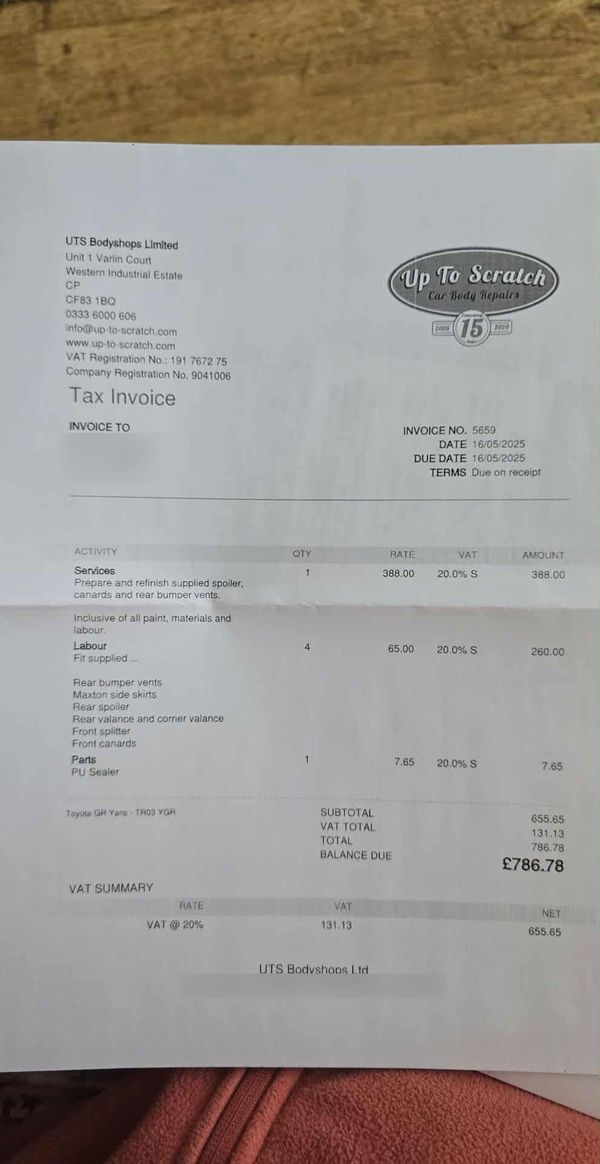 UTS Bodyshops Limited
Unit 1 Varlin Court
Western Industrial Estate
CP
CF83 1BQ
0333 6000 606
info@up-to-scratch.com
www.up-to-scratch.com
VAT Registration No.: 191 7672 75
Company Registration No. 9041006
Up To Scratch
Car Body Repairs
Celebrating
2005 15 2020
Years
Tax Invoice
INVOICE TO
INVOICE NO. 5659
DATE 16/05/2025
DUE DATE 16/05/2025
TERMS Due on receipt
ACTIVITY QTY RATE VAT AMOUNT
Services 1 388.00 20.0% S 388.00
Prepare and refinish supplied spoiler,
canards and rear bumper vents.
Inclusive of all paint, materials and
labour.
Labour 4 65.00 20.0% S 260.00
Fit supplied ...
Rear bumper vents
Maxton side skirts
Rear spoiler
Rear valance and corner valance
Front splitter
Front canards
Parts 1 7.65 20.0% S 7.65
PU Sealer
Toyota GR Yaris - TR03 YGR
SUBTOTAL 655.65
VAT TOTAL 131.13
TOTAL 786.78
BALANCE DUE £786.78
VAT SUMMARY
RATE VAT NET
VAT @ 20% 131.13 655.65
UTS Bodyshops Ltd